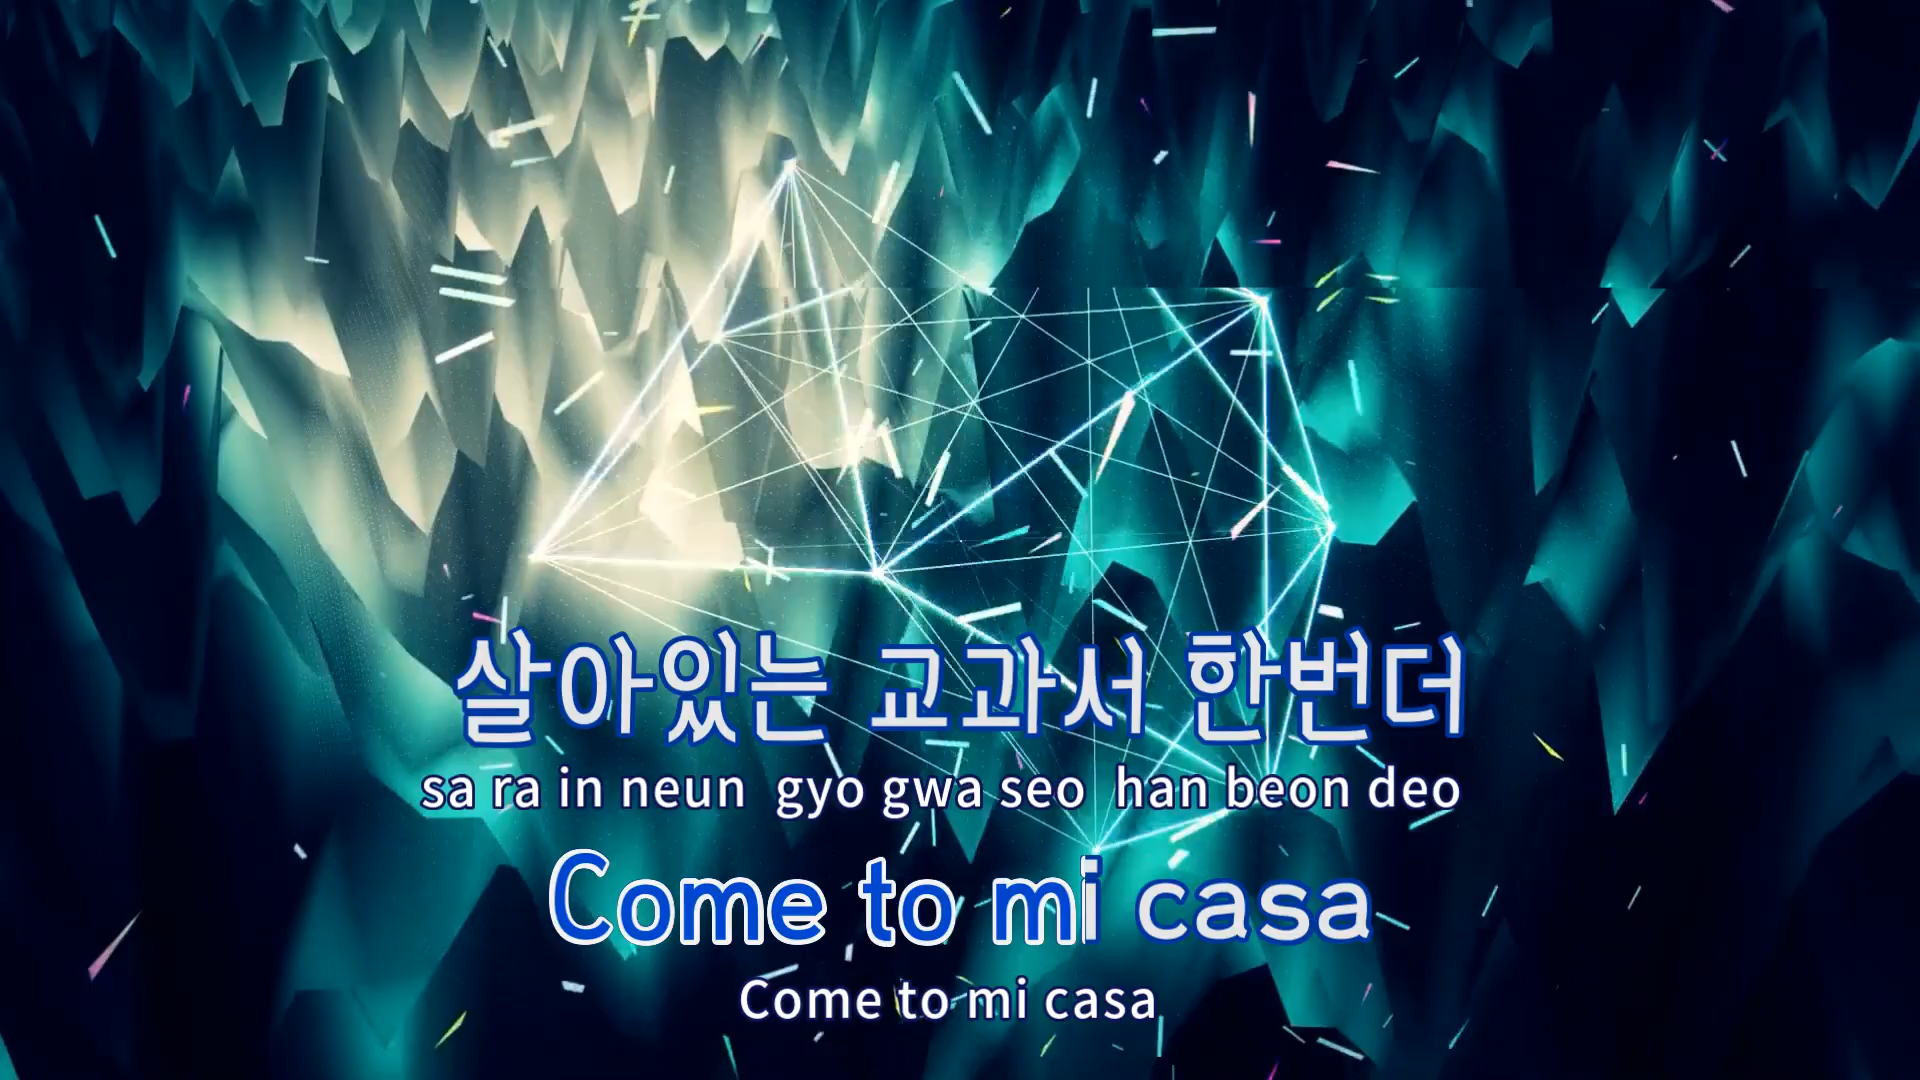 살아있는 교과서 한번더
sa ra in neun gyo gwa seo han beon deo
Come to mi casa
Come to mi casa